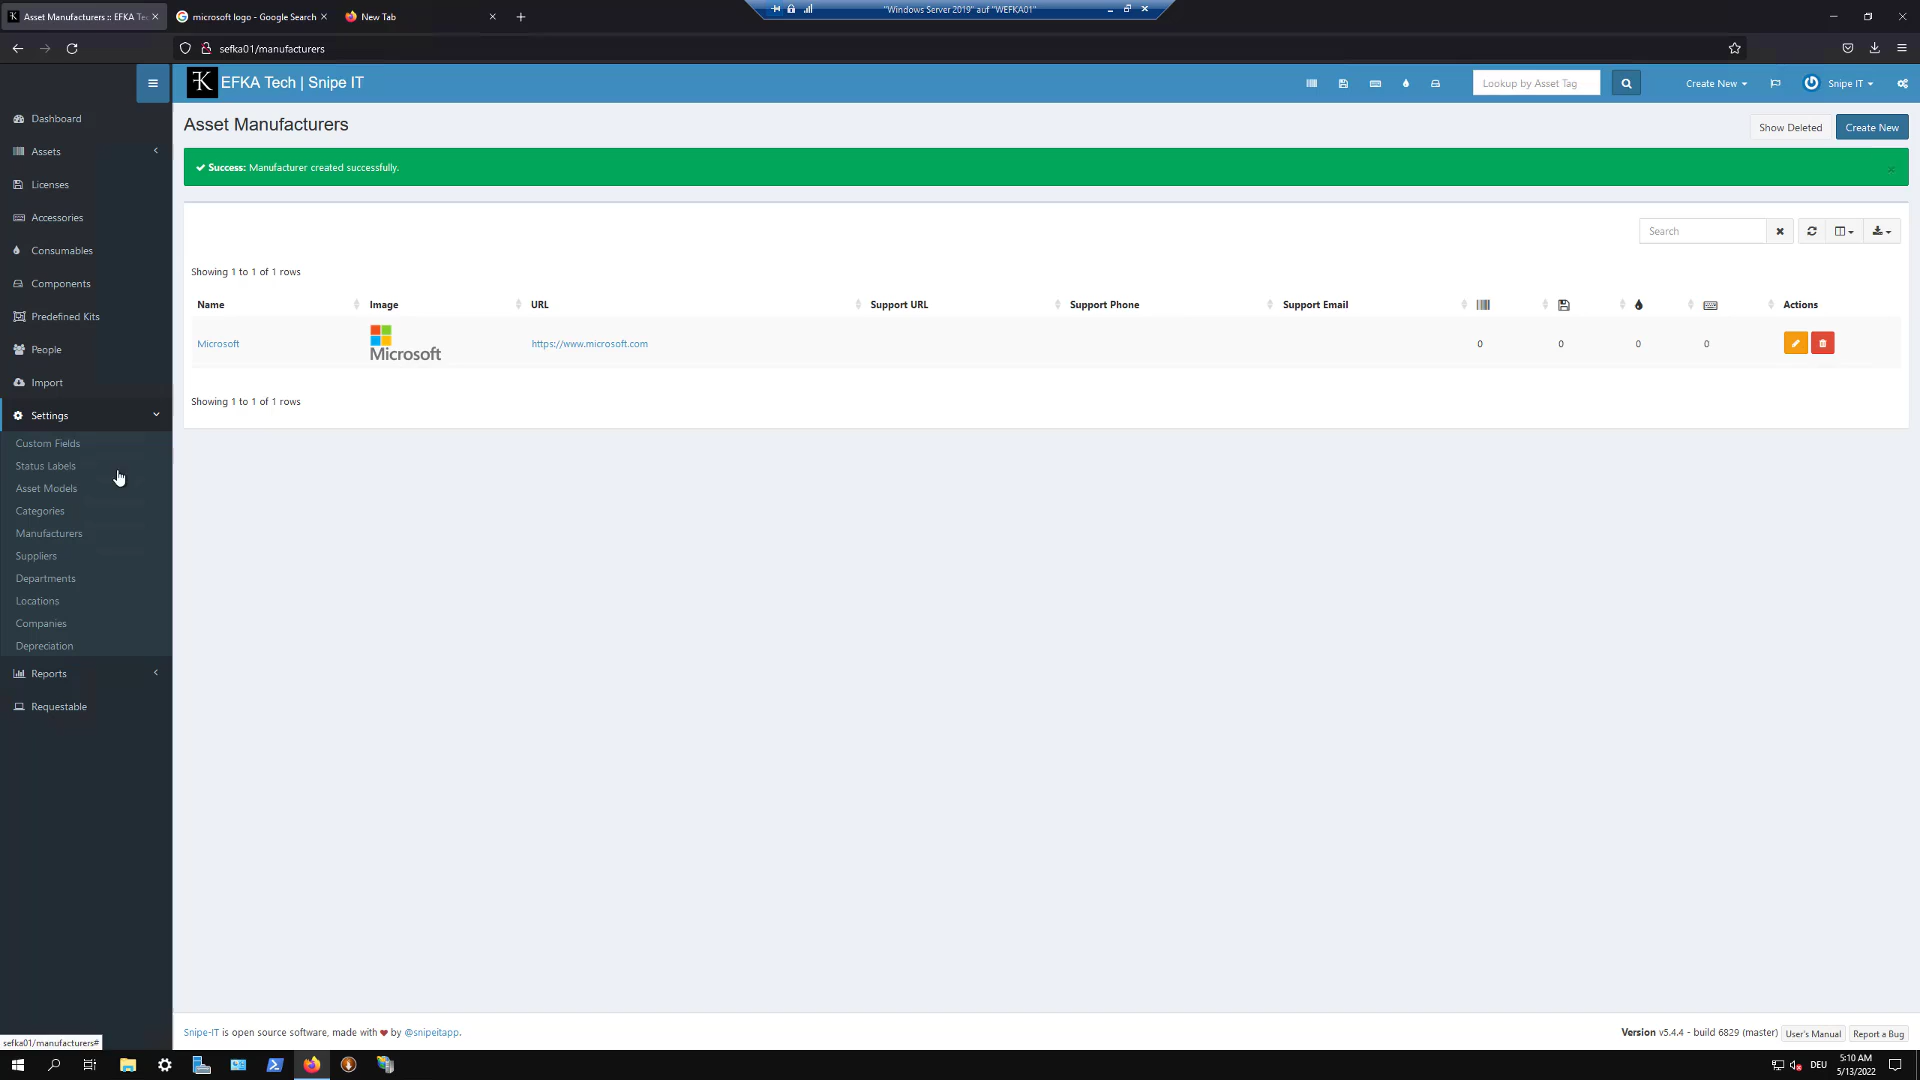 Asset Manufacturers :: EFKA Te
microsoft logo - Google Search
New Tab
"Windows Server 2019" auf "WEFKA01"
sefka01/manufacturers
EFKA Tech | Snipe IT
Lookup by Asset Tag
Create New
Snipe IT
Dashboard
Assets
Licenses
Accessories
Consumables
Components
Predefined Kits
People
Import
Settings
Custom Fields
Status Labels
Asset Models
Categories
Manufacturers
Suppliers
Departments
Locations
Companies
Depreciation
Reports
Requestable
Asset Manufacturers
Show Deleted
Create New
Success: Manufacturer created successfully.
Search
Showing 1 to 1 of 1 rows
Name Image URL Support URL Support Phone Support Email Actions
Microsoft Microsoft https://www.microsoft.com 0 0 0 0
Showing 1 to 1 of 1 rows
Snipe-IT is open source software, made with by @snipeitapp.
Version v5.4.4 - build 6829 (master)
User's Manual
Report a Bug
sefka01/manufacturers#
DEU
5:10 AM
5/13/2022